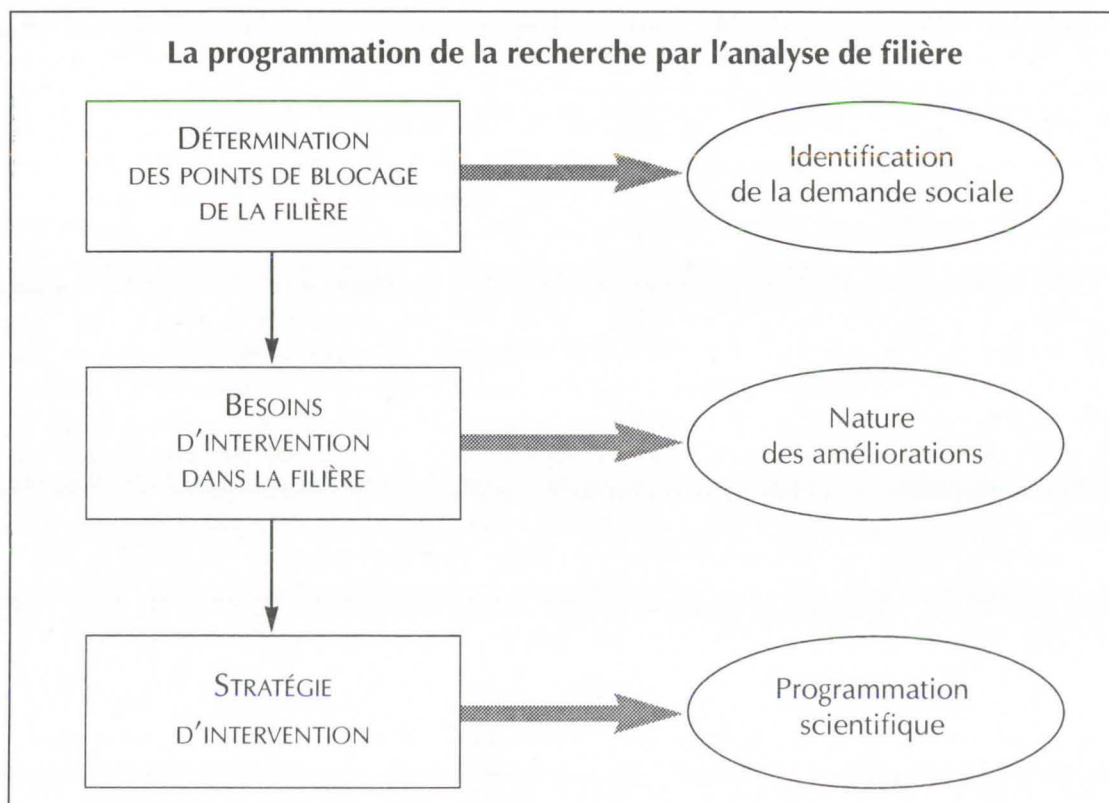 La programmation de la recherche par l'analyse de filière
DÉTERMINATION
DES POINTS DE BLOCAGE
DE LA FILIÈRE
Identification
de la demande sociale
BESOINS
D'INTERVENTION
DANS LA FILIÈRE
Nature
des améliorations
STRATÉGIE
D'INTERVENTION
Programmation
scientifique